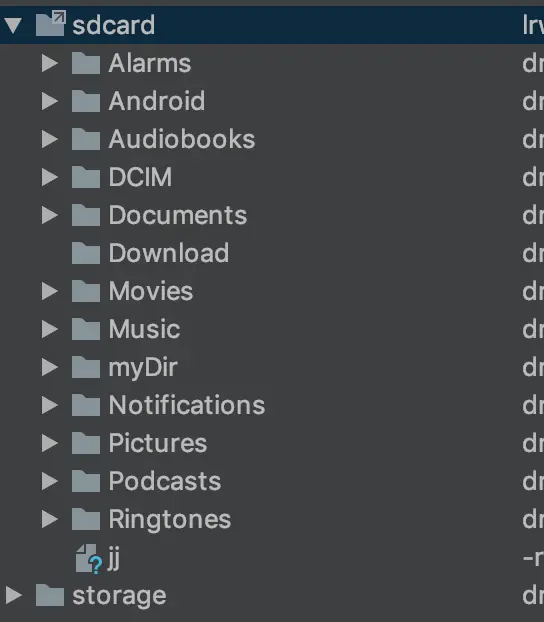 sdcard lrw
Alarms dr
Android dr
Audiobooks dr
DCIM dr
Documents dr
Download dr
Movies dr
Music dr
myDir dr
Notifications dr
Pictures dr
Podcasts dr
Ringtones dr
jj -r
storage dr